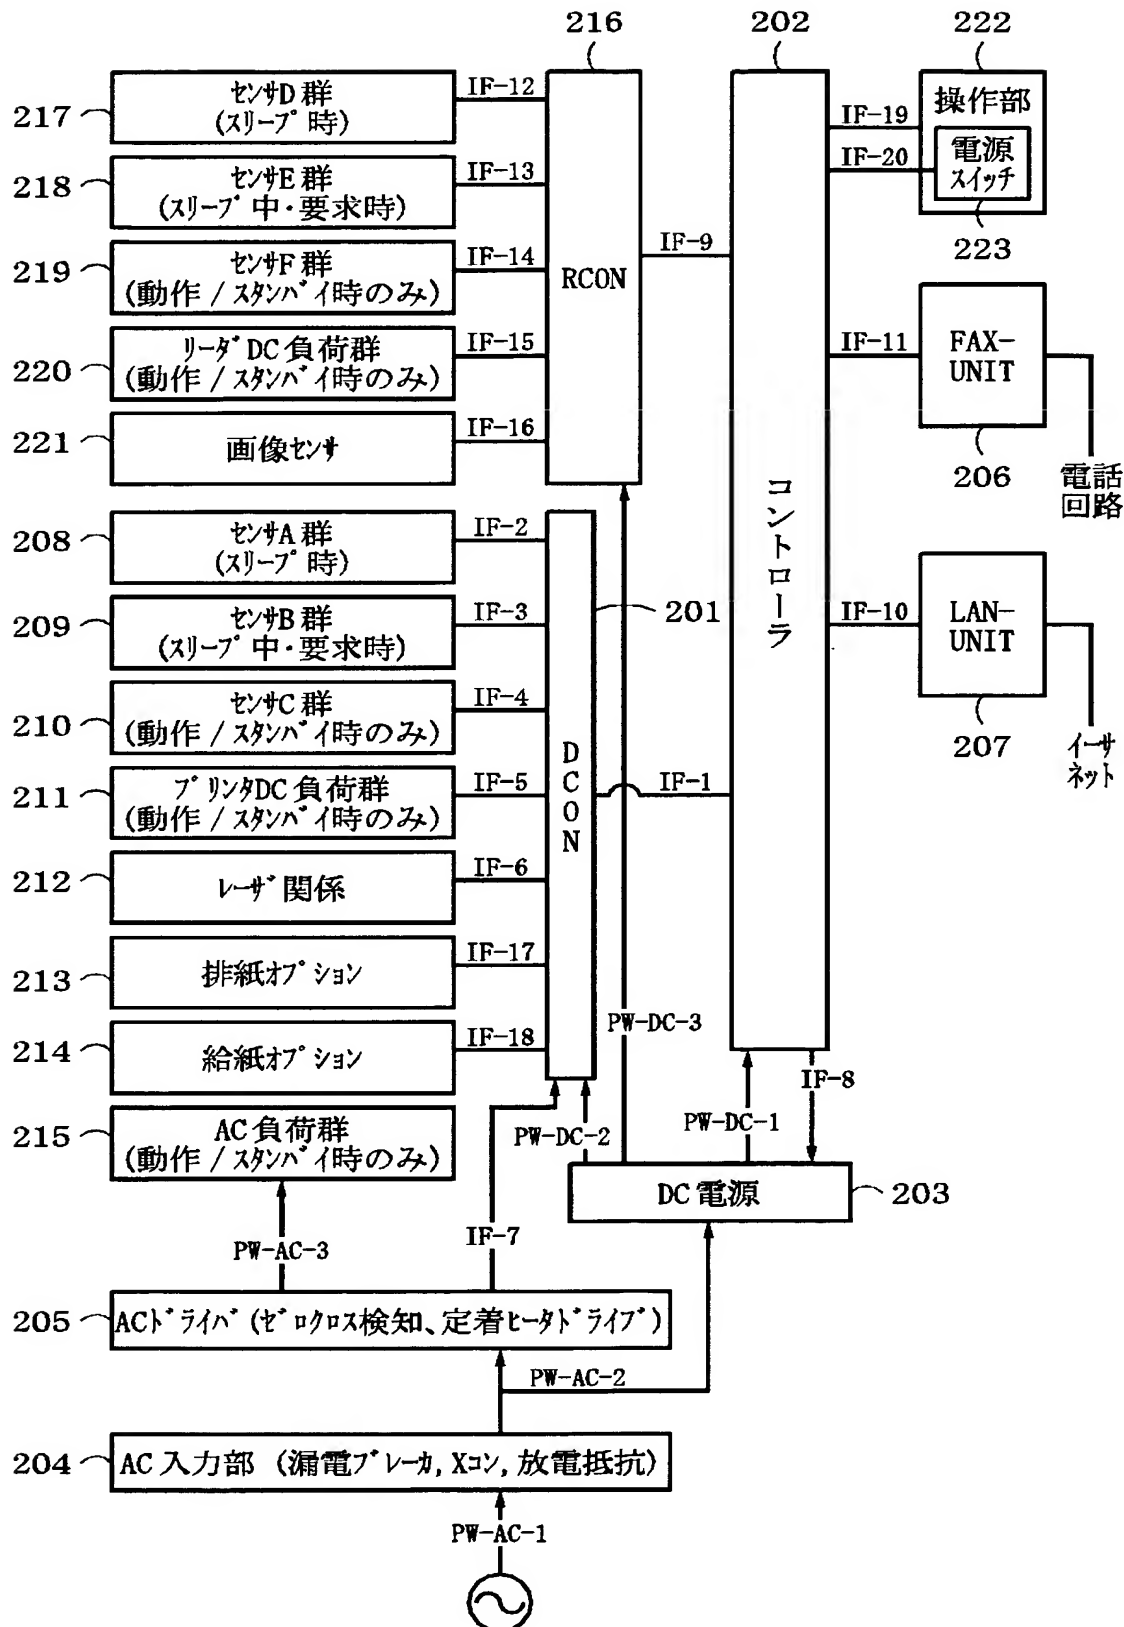 216
202
222
217
センサD群
(スリープ時)
IF-12
218
センサE群
(スリープ中・要求時)
IF-13
219
センサF群
(動作/スタンバイ時のみ)
IF-14
220
リーダDC負荷群
(動作/スタンバイ時のみ)
IF-15
221
画像センサ
IF-16
RCON
IF-9
コントローラ
IF-19
操作部
IF-20
電源
スイッチ
223
IF-11
FAX-
UNIT
206
電話
回路
208
センサA群
(スリープ時)
IF-2
209
センサB群
(スリープ中・要求時)
IF-3
201
210
センサC群
(動作/スタンバイ時のみ)
IF-4
211
プリンタDC負荷群
(動作/スタンバイ時のみ)
IF-5
DCON
IF-1
IF-10
LAN-
UNIT
207
イーサ
ネット
212
レーザ関係
IF-6
213
排紙オプション
IF-17
214
給紙オプション
IF-18
PW-DC-3
IF-8
215
AC負荷群
(動作/スタンバイ時のみ)
PW-DC-2
PW-DC-1
DC電源
203
PW-AC-3
IF-7
205
ACドライバ(ゼロクロス検知、定着ヒータドライブ)
PW-AC-2
204
AC入力部 (漏電ブレーカ, Xコン, 放電抵抗)
PW-AC-1